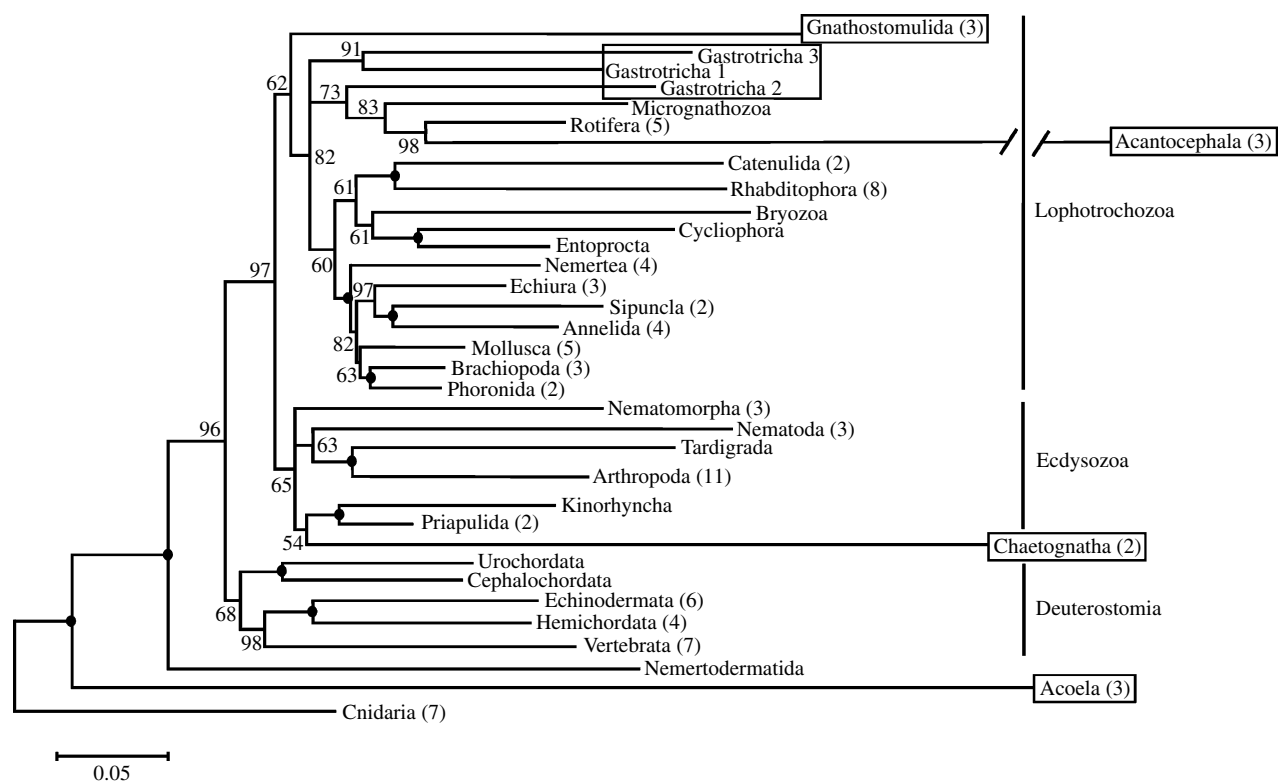 Gnathostomulida (3)
91
Gastrotricha 3
Gastrotricha 1
62
73
Gastrotricha 2
83
Micrognathozoa
Rotifera (5)
98
Acantocephala (3)
82
Catenulida (2)
61
Rhabditophora (8)
Lophotrochozoa
Bryozoa
61
Cycliophora
60
Entoprocta
97
Nemertea (4)
97
Echiura (3)
Sipuncla (2)
Annelida (4)
82
Mollusca (5)
63
Brachiopoda (3)
Phoronida (2)
Nematomorpha (3)
96
Nematoda (3)
63
Tardigrada
Ecdysozoa
65
Arthropoda (11)
Kinorhyncha
Priapulida (2)
54
Chaetognatha (2)
Urochordata
Cephalochordata
68
Echinodermata (6)
Deuterostomia
Hemichordata (4)
98
Vertebrata (7)
Nemertodermatida
Acoela (3)
Cnidaria (7)
0.05